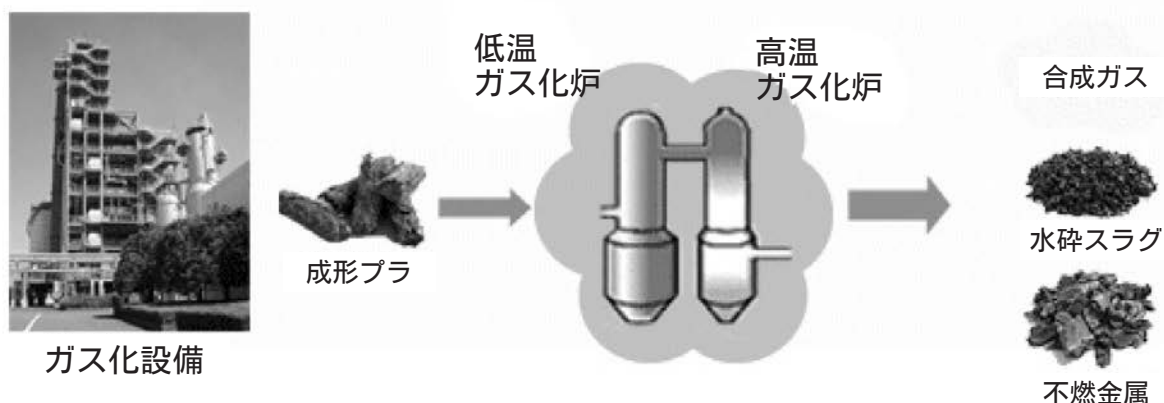 低温
ガス化炉
高温
ガス化炉
合成ガス
成形プラ
水砕スラグ
ガス化設備
不燃金属